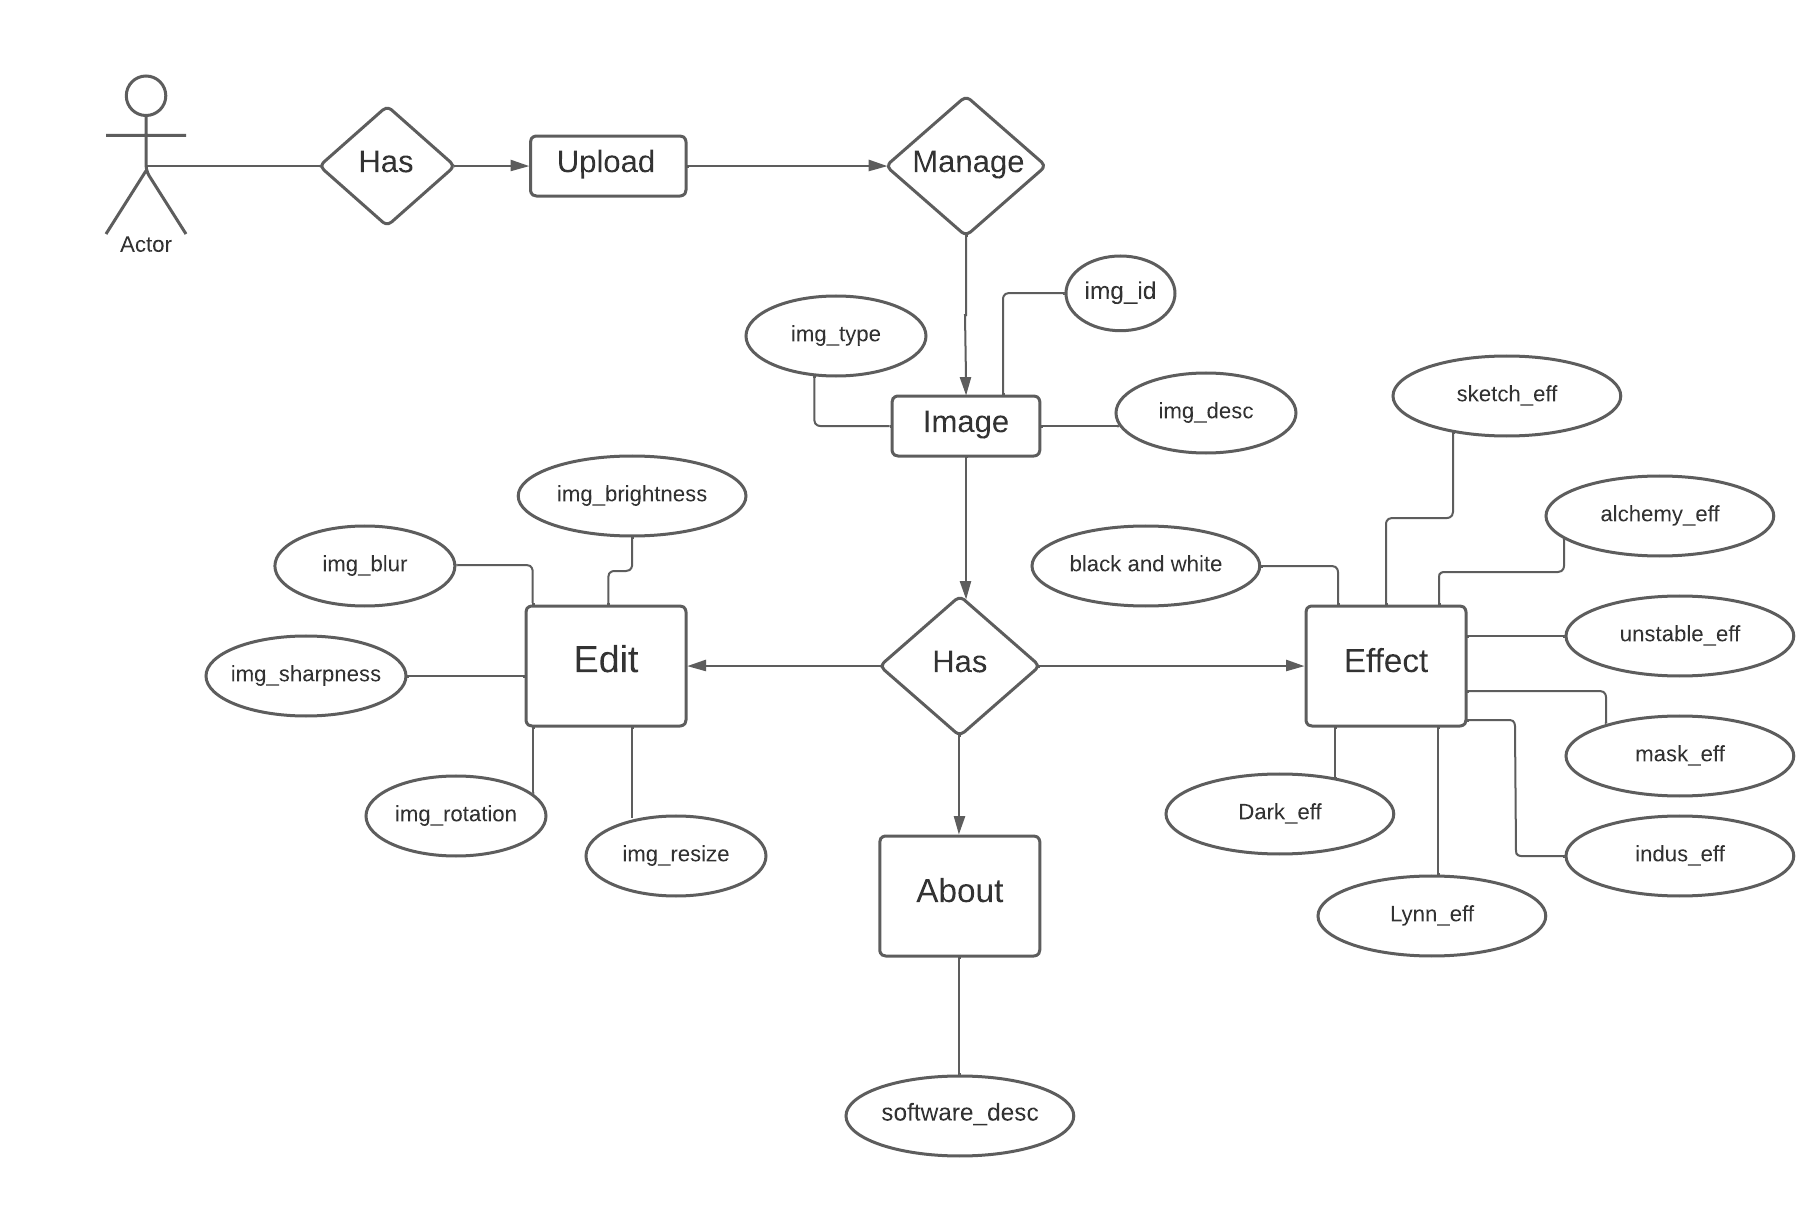 Has
Upload
Manage
Actor
img_id
img_type
sketch_eff
img_desc
Image
img_brightness
alchemy_eff
img_blur
black and white
unstable_eff
Edit
Has
Effect
img_sharpness
mask_eff
Dark_eff
img_rotation
img_resize
indus_eff
About
Lynn_eff
software_desc